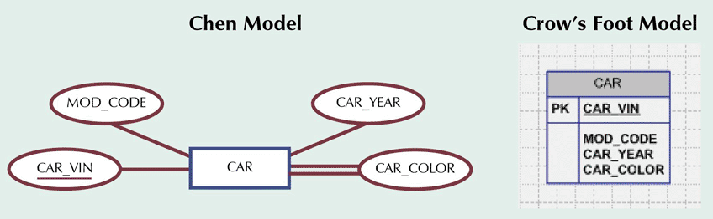 Chen Model
Crow's Foot Model
MOD_CODE
CAR_YEAR
CAR_VIN
CAR
CAR_COLOR
CAR
PK CAR_VIN
MOD_CODE
CAR_YEAR
CAR_COLOR